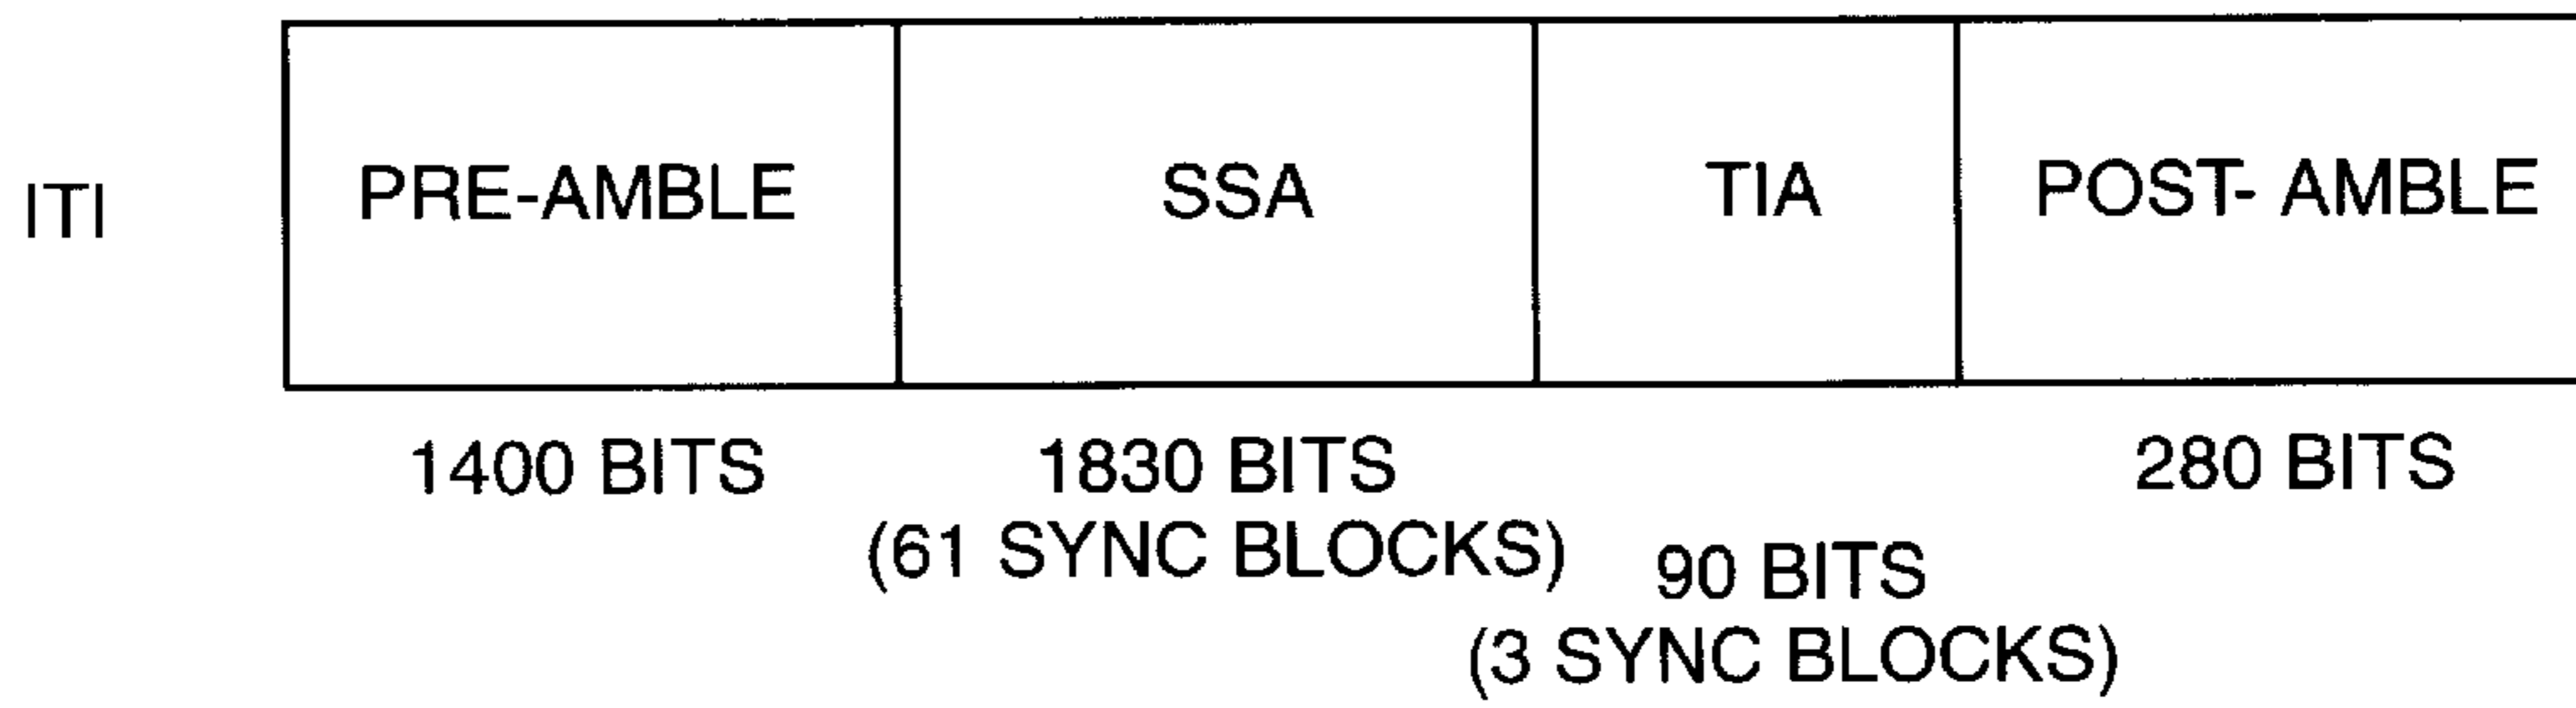 ITI
PRE-AMBLE
SSA
TIA
POST- AMBLE
1400 BITS
1830 BITS
(61 SYNC BLOCKS)
90 BITS
(3 SYNC BLOCKS)
280 BITS